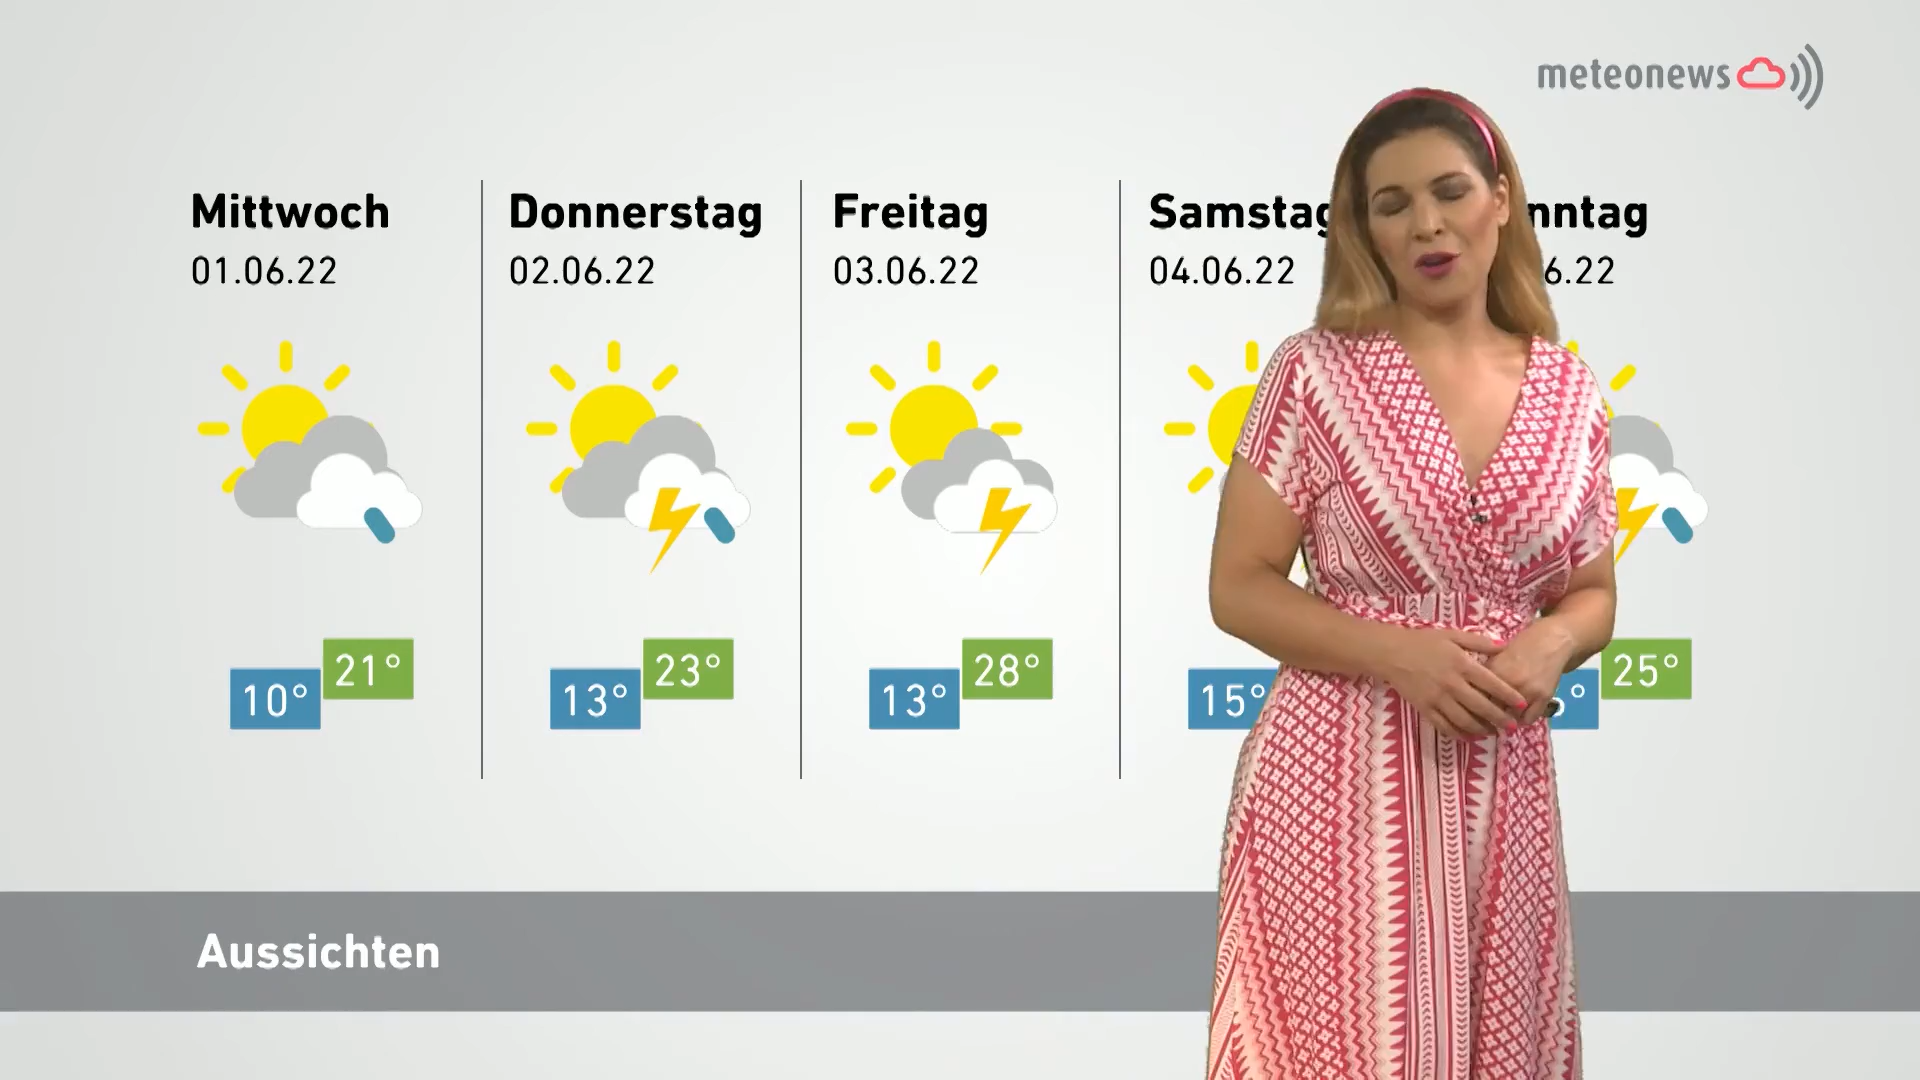 meteonews
Mittwoch
01.06.22
10° 21°
Donnerstag
02.06.22
13° 23°
Freitag
03.06.22
13° 28°
Samstag
04.06.22
15°
25°
Aussichten